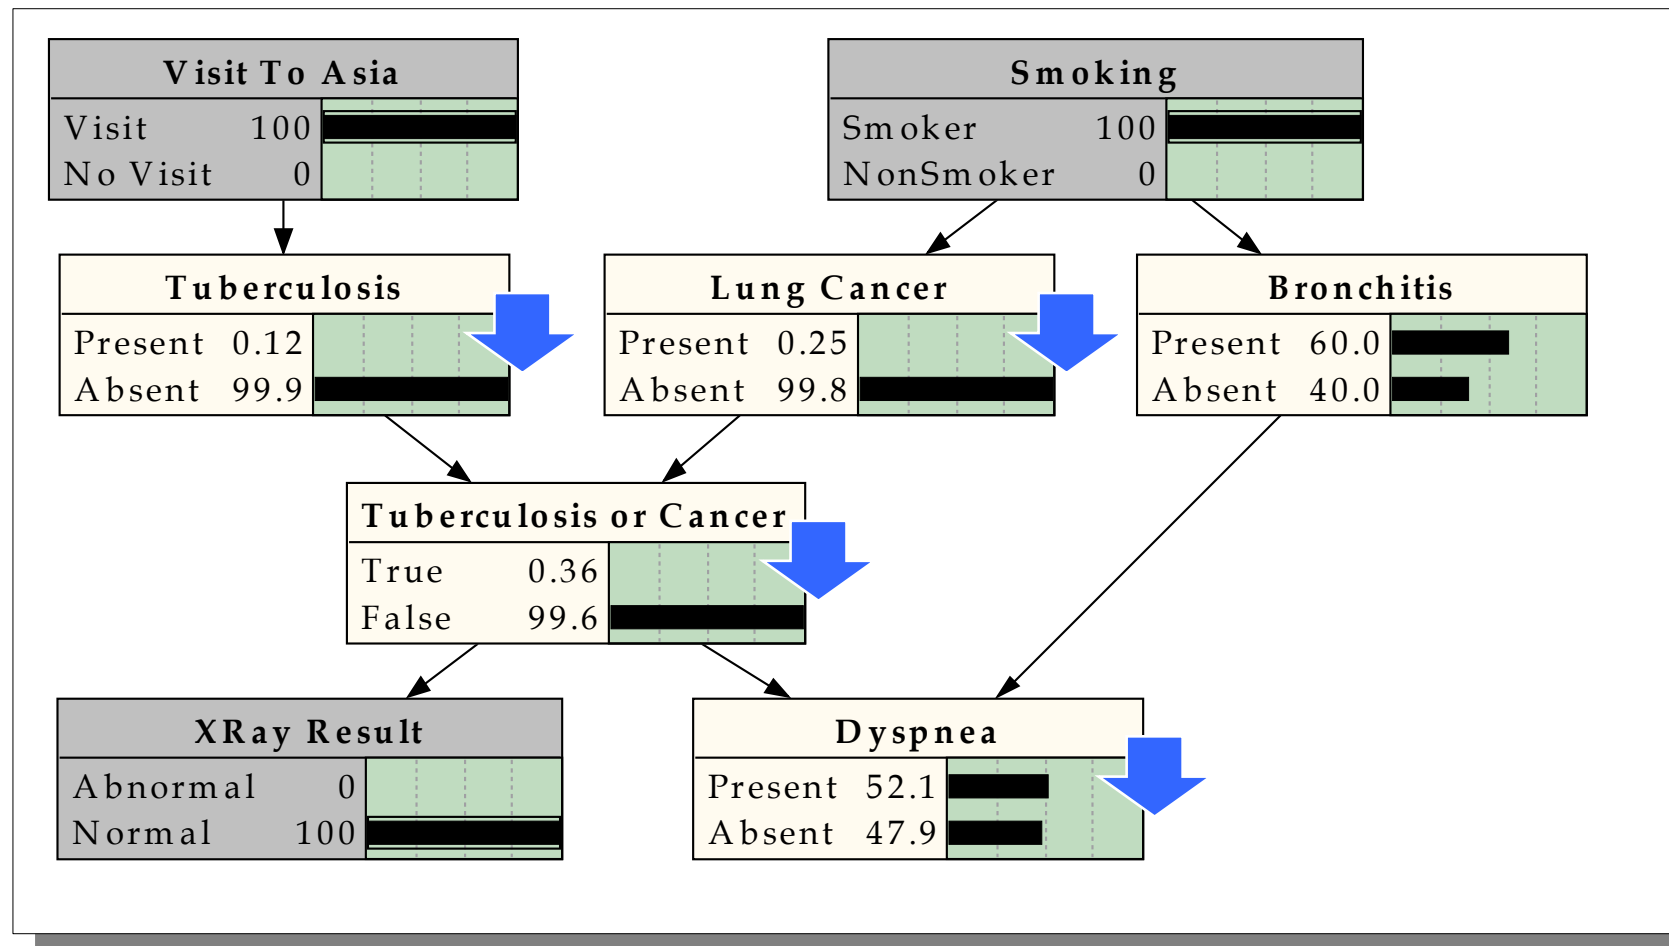 Visit To Asia
Visit 100
No Visit 0
Smoking
Smoker 100
NonSmoker 0
Tuberculosis
Present 0.12
Absent 99.9
Lung Cancer
Present 0.25
Absent 99.8
Bronchitis
Present 60.0
Absent 40.0
Tuberculosis or Cancer
True 0.36
False 99.6
XRay Result
Abnormal 0
Normal 100
Dyspnea
Present 52.1
Absent 47.9